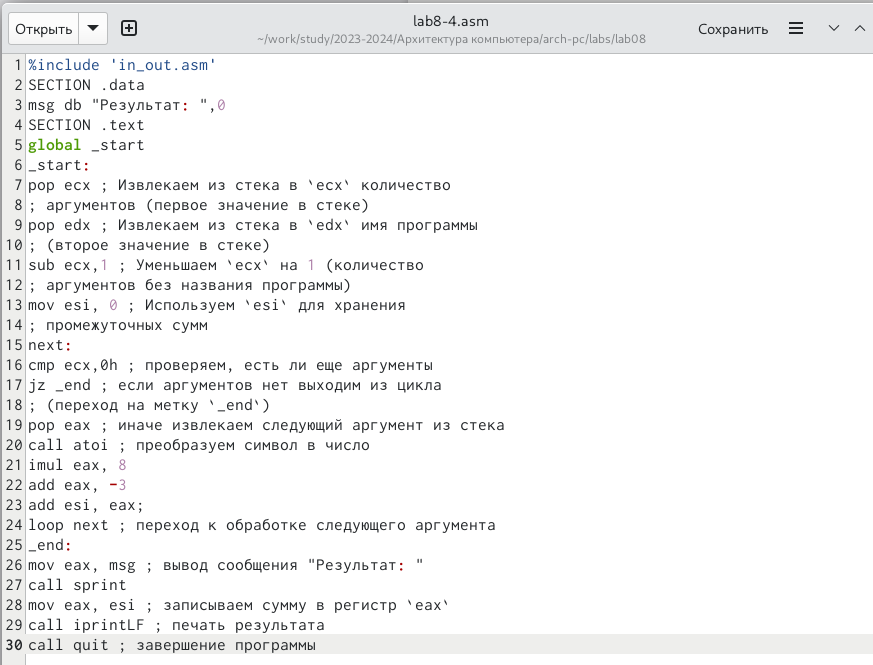 Открыть
lab8-4.asm
~/work/study/2023-2024/Архитектура компьютера/arch-pc/labs/lab08
Сохранить
1 %include 'in_out.asm'
2 SECTION .data
3 msg db "Результат: ",0
4 SECTION .text
5 global _start
6 _start:
7 pop ecx ; Извлекаем из стека в `ecx` количество
8 ; аргументов (первое значение в стеке)
9 pop edx ; Извлекаем из стека в `edx` имя программы
10 ; (второе значение в стеке)
11 sub ecx,1 ; Уменьшаем `ecx` на 1 (количество
12 ; аргументов без названия программы)
13 mov esi, 0 ; Используем `esi` для хранения
14 ; промежуточных сумм
15 next:
16 cmp ecx,0h ; проверяем, есть ли еще аргументы
17 jz _end ; если аргументов нет выходим из цикла
18 ; (переход на метку `_end`)
19 pop eax ; иначе извлекаем следующий аргумент из стека
20 call atoi ; преобразуем символ в число
21 imul eax, 8
22 add eax, -3
23 add esi, eax;
24 loop next ; переход к обработке следующего аргумента
25 _end:
26 mov eax, msg ; вывод сообщения "Результат: "
27 call sprint
28 mov eax, esi ; записываем сумму в регистр `eax`
29 call iprintLF ; печать результата
30 call quit ; завершение программы